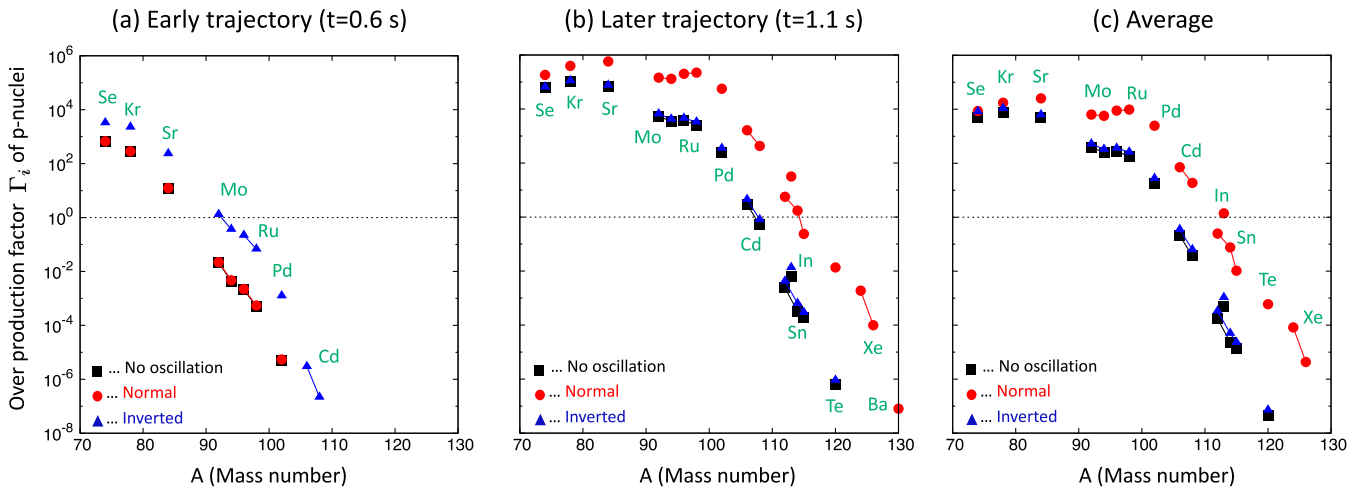 (a) Early trajectory (t=0.6 s)
(b) Later trajectory (t=1.1 s)
(c) Average
Over production factor Γi of p-nuclei
10^6
10^4
10^2
10^0
10^-2
10^-4
10^-6
10^-8
Se
Kr
Sr
Mo
Ru
Pd
Cd
... No oscillation
... Normal
... Inverted
70 80 90 100 110 120 130
A (Mass number)
Se
Kr
Sr
Mo
Ru
Pd
Cd
In
Sn
Xe
Te
Ba
... No oscillation
... Normal
... Inverted
70 80 90 100 110 120 130
A (Mass number)
Se
Kr
Sr
Mo
Ru
Pd
Cd
In
Sn
Te
Xe
... No oscillation
... Normal
... Inverted
70 80 90 100 110 120 130
A (Mass number)